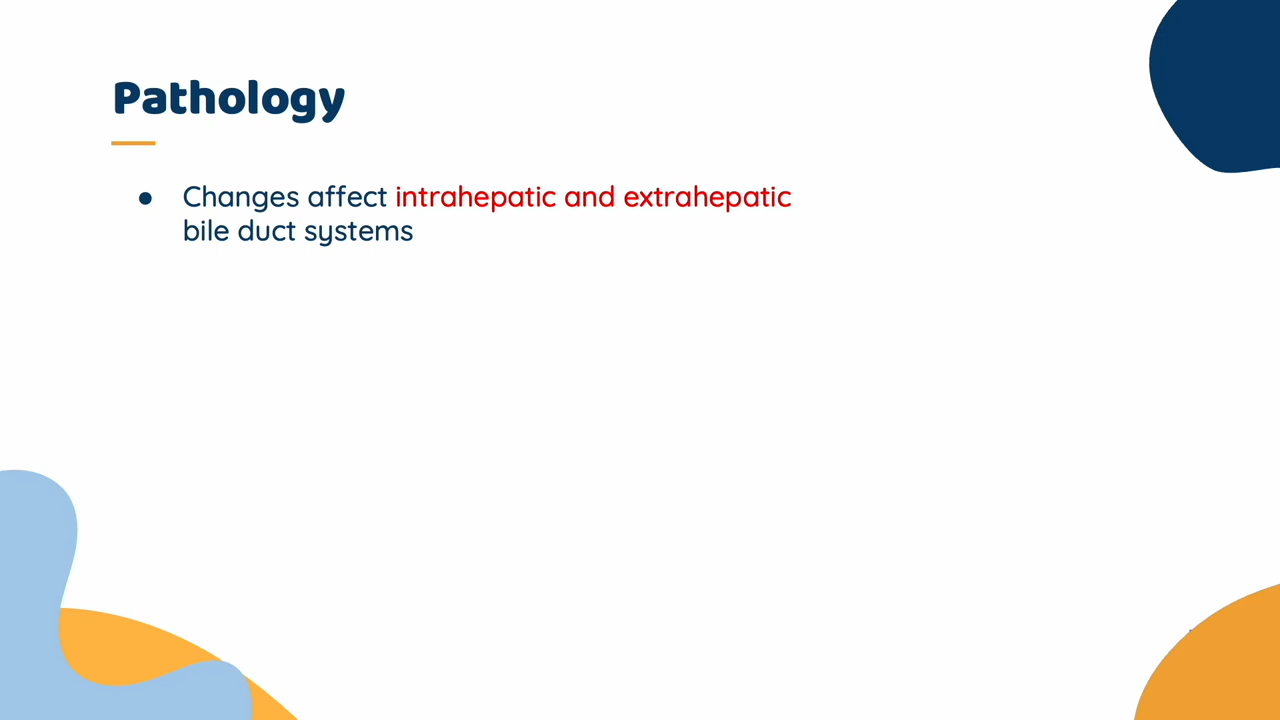 Pathology
● Changes affect intrahepatic and extrahepatic
bile duct systems